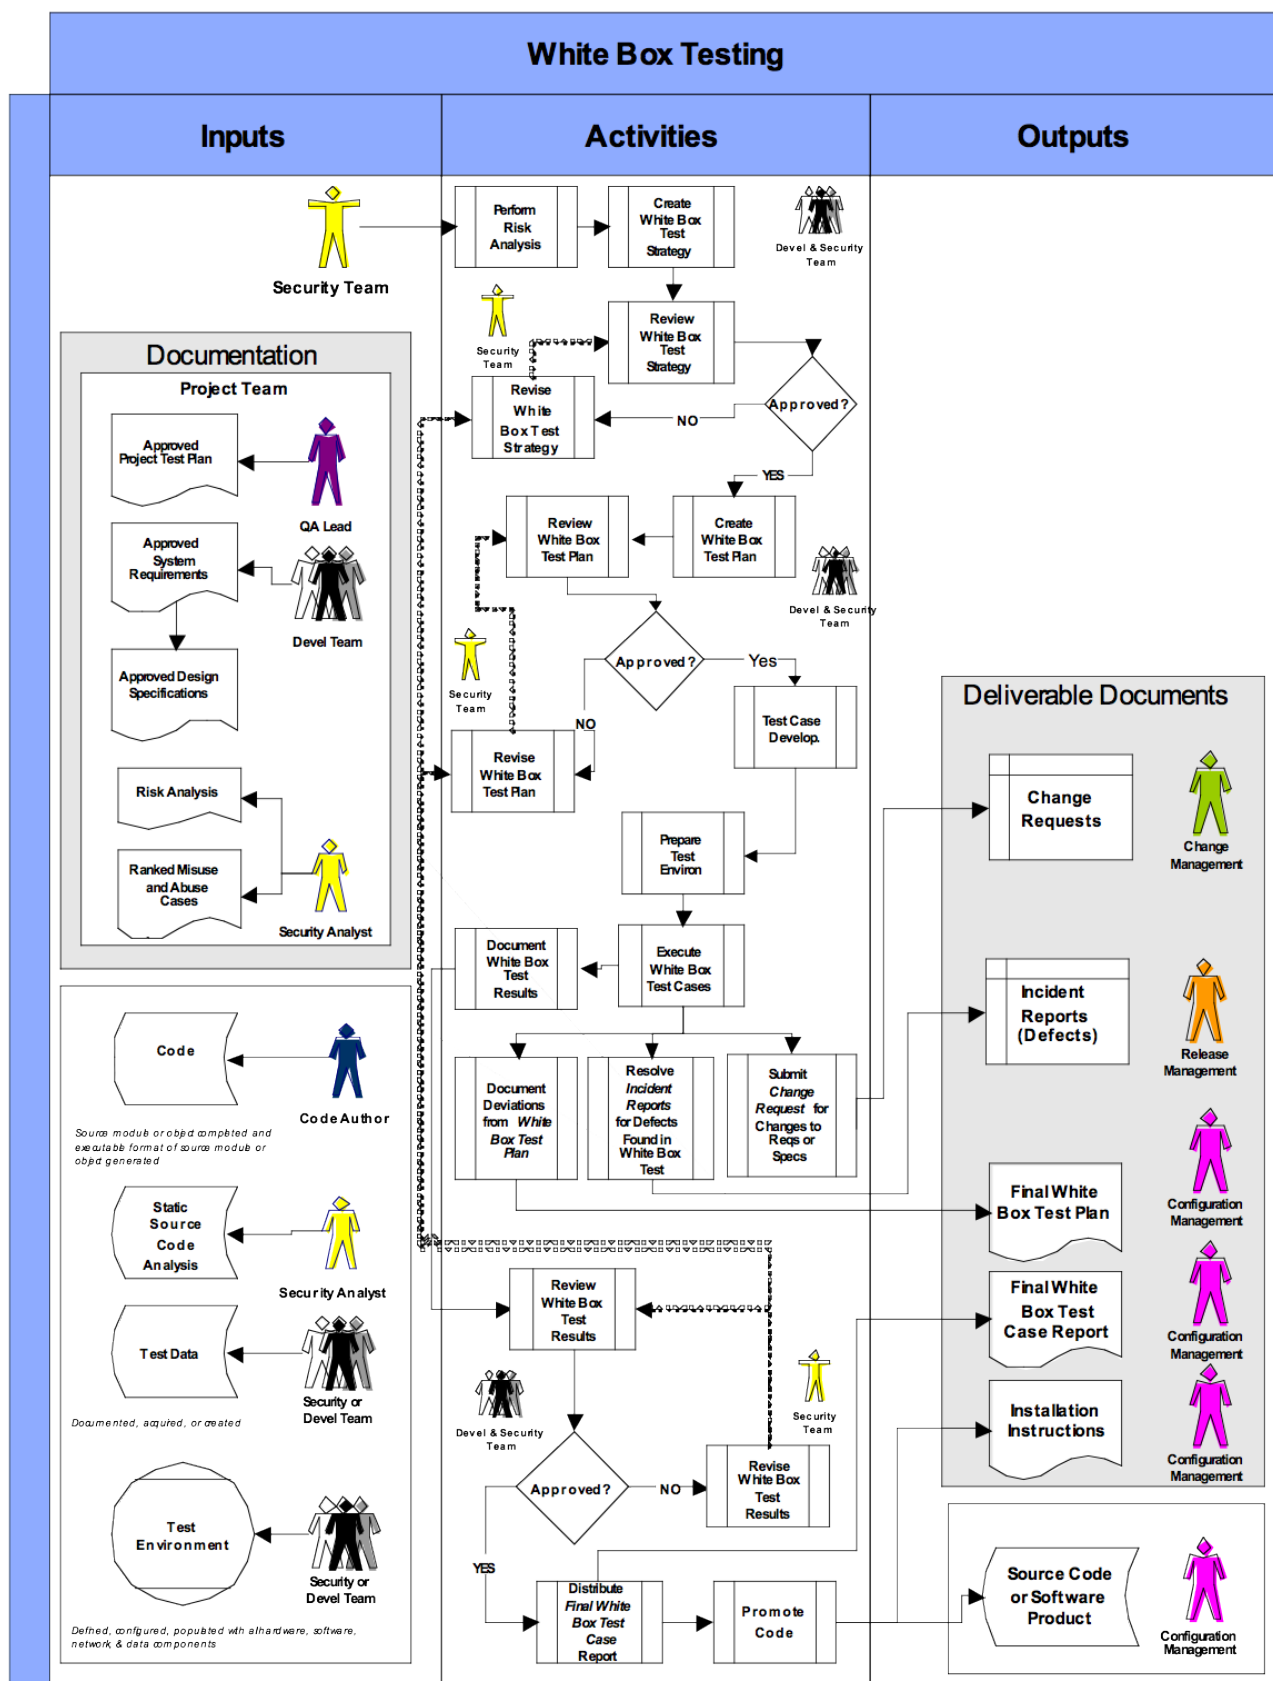 White Box Testing
Inputs
Activities
Outputs
Security Team
Documentation
Project Team
Approved
Project Test Plan
QA Lead
Approved
System
Requirements
Devel Team
Approved Design
Specifications
Risk Analysis
Ranked Misuse
and Abuse
Cases
Security Analyst
Code
Code Author
Source module or object completed and
executable format of source module or
object generated
Static
Source
Code
Analysis
Security Analyst
Test Data
Security or
Devel Team
Documented, acquired, or created
Test
Environment
Security or
Devel Team
Defined, configured, populated with all hardware, software,
network, & data components
Perform
Risk
Analysis
Create
White Box
Test
Strategy
Devel & Security
Team
Security
Team
Review
White Box
Test
Strategy
Revise
White
Box Test
Strategy
Approved?
NO
YES
Review
White Box
Test Plan
Create
White Box
Test Plan
Devel & Security
Team
Security
Team
Approved?
Yes
NO
Test Case
Develop.
Revise
White Box
Test Plan
Prepare
Test
Environ
Document
White Box
Test
Results
Execute
White Box
Test Cases
Document
Deviations
from White
Box Test
Plan
Resolve
Incident
Reports
for Defects
Found in
White Box
Test
Submit
Change
Request for
Changes to
Reqs or
Specs
Review
White Box
Test
Results
Devel & Security
Team
Security
Team
Approved?
NO
YES
Revise
White Box
Test
Results
Distribute
Final White
Box Test
Case
Report
Promote
Code
Deliverable Documents
Change
Requests
Change
Management
Incident
Reports
(Defects)
Release
Management
Final White
Box Test Plan
Configuration
Management
Final White
Box Test
Case Report
Configuration
Management
Installation
Instructions
Configuration
Management
Source Code
or Software
Product
Configuration
Management